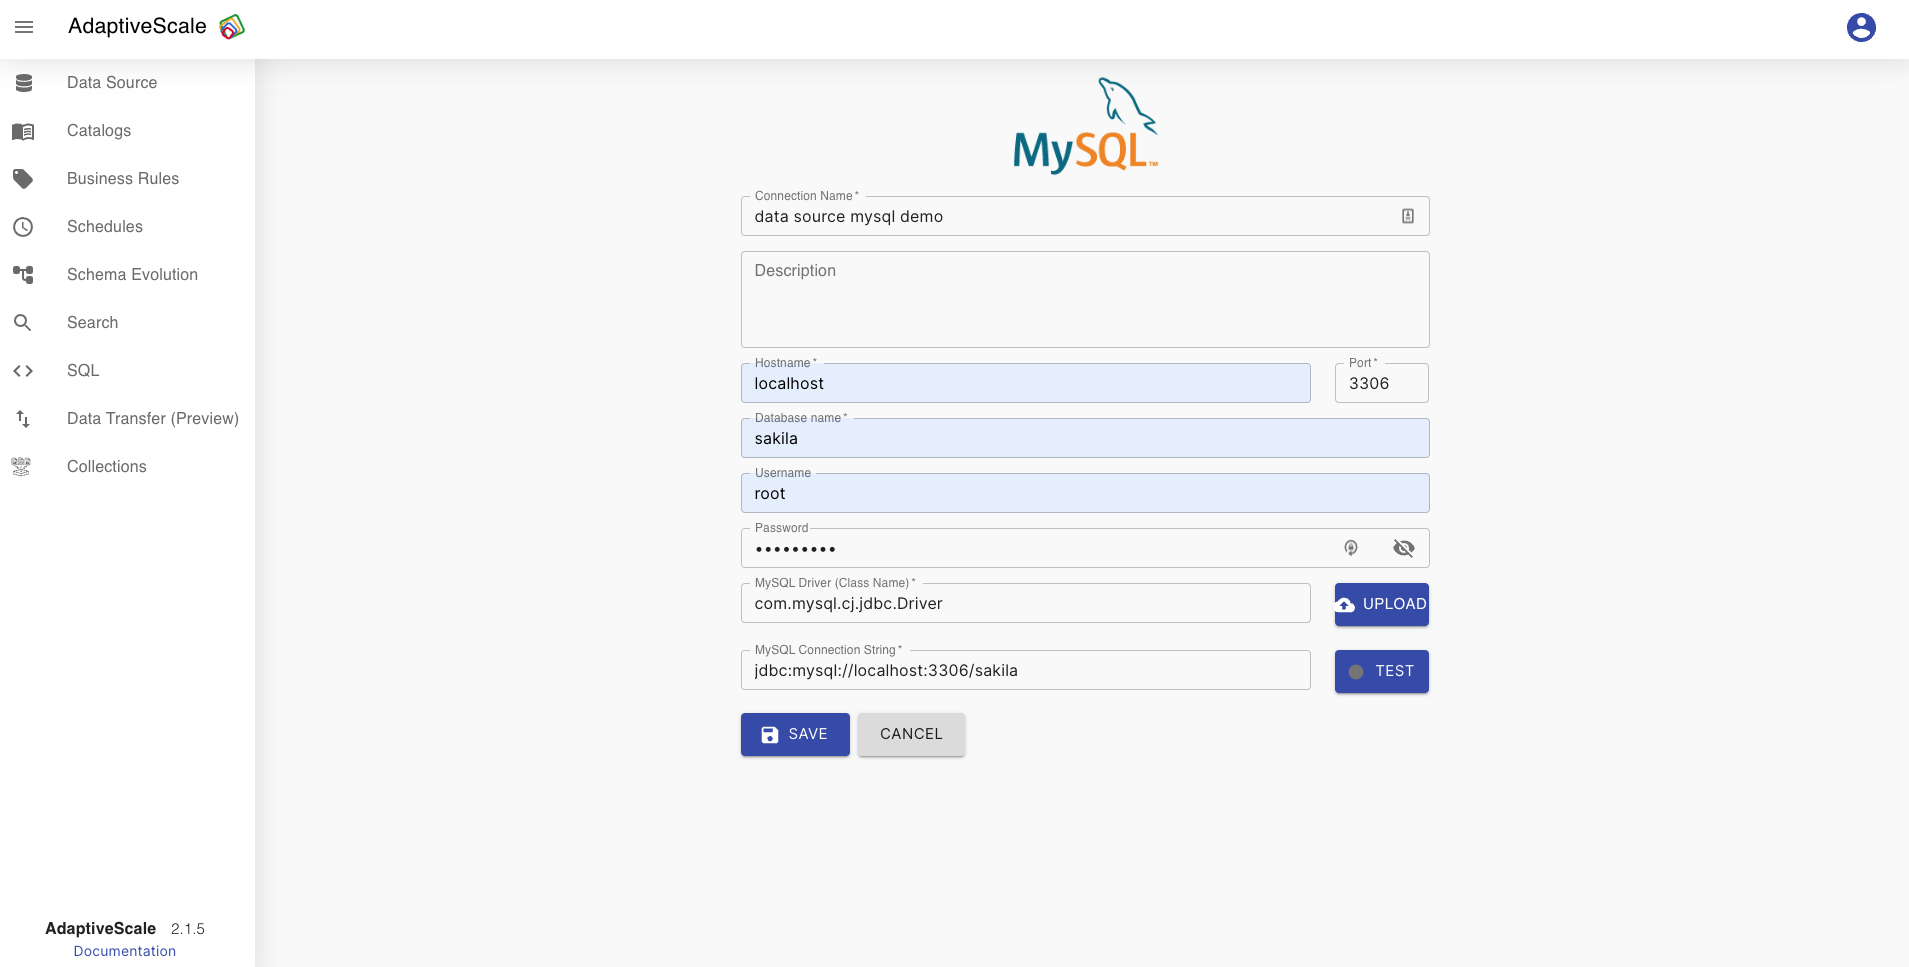 AdaptiveScale
Data Source
Catalogs
Business Rules
Schedules
Schema Evolution
Search
SQL
Data Transfer (Preview)
Collections
AdaptiveScale 2.1.5
Documentation
MySQL™
Connection Name *
data source mysql demo
Description
Hostname *
localhost
Port *
3306
Database name *
sakila
Username
root
Password
•••••••••
MySQL Driver (Class Name) *
com.mysql.cj.jdbc.Driver
UPLOAD
MySQL Connection String *
jdbc:mysql://localhost:3306/sakila
TEST
SAVE
CANCEL